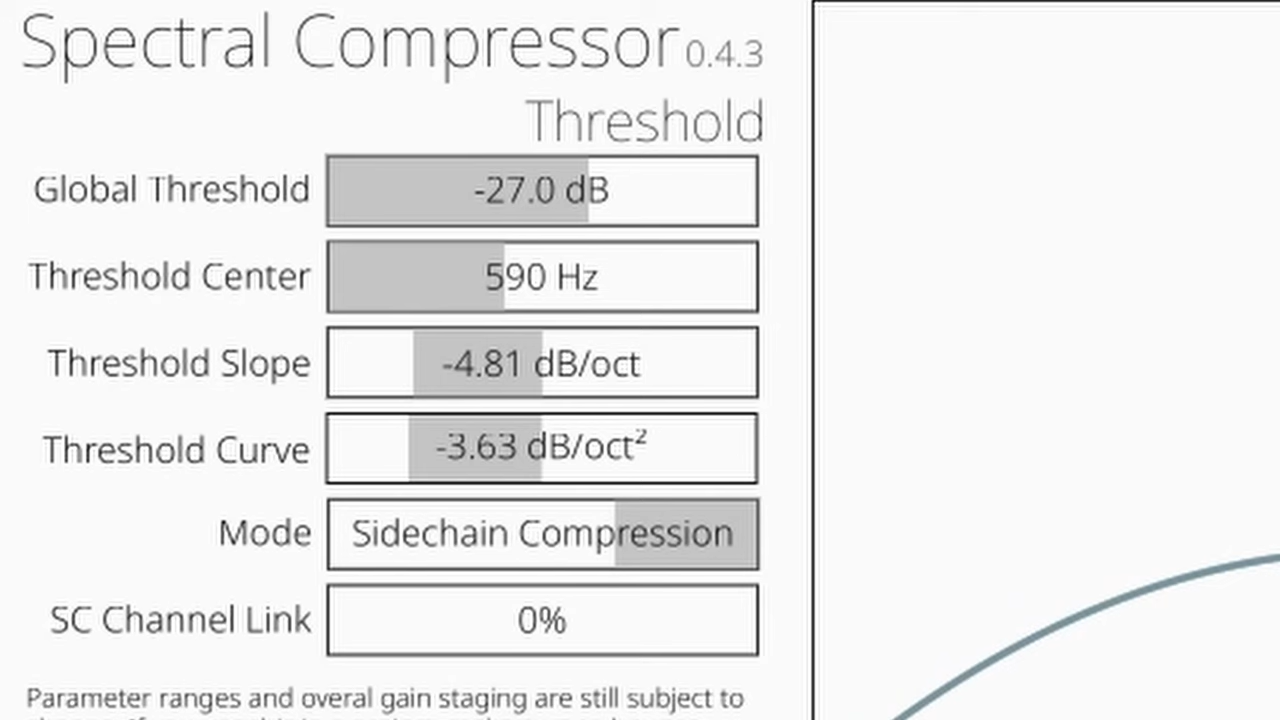 Spectral Compressor 0.4.3
Threshold
Global Threshold -27.0 dB
Threshold Center 590 Hz
Threshold Slope -4.81 dB/oct
Threshold Curve -3.63 dB/oct²
Mode Sidechain Compression
SC Channel Link 0%
Parameter ranges and overal gain staging are still subject to